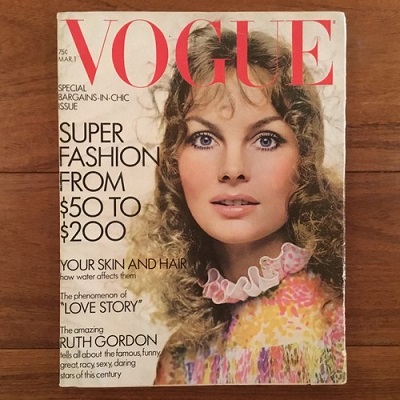 VOGUE
75¢
MAR.1
SPECIAL
BARGAINS-IN-CHIC
ISSUE
SUPER
FASHION
FROM
$50 TO
$200
YOUR SKIN AND HAIR
how water affects them
The phenomenon of
"LOVE STORY"
The amazing
RUTH GORDON
tells all about the famous, funny,
great, racy, sexy, daring
stars of this century